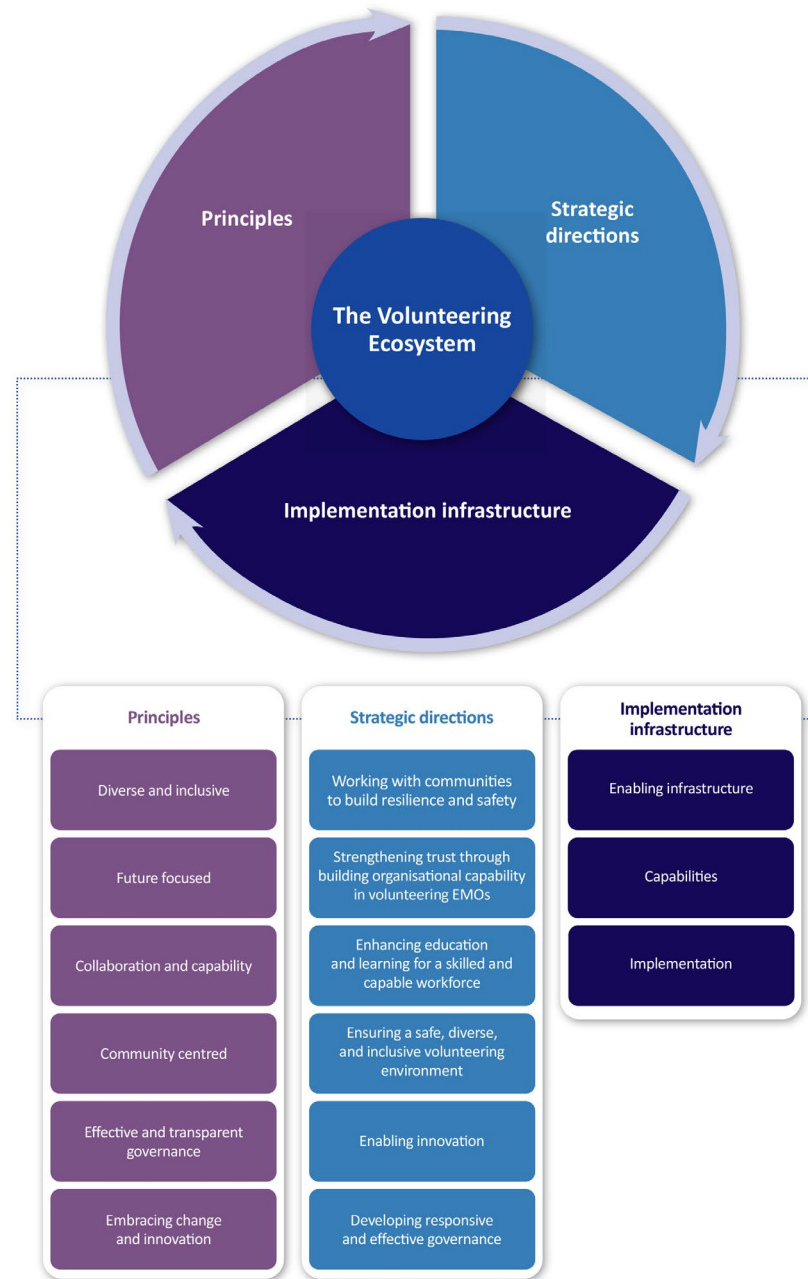 Principles
Strategic
directions
The Volunteering
Ecosystem
Implementation infrastructure
Principles
Diverse and inclusive
Future focused
Collaboration and capability
Community centred
Effective and transparent
governance
Embracing change
and innovation
Strategic directions
Working with communities
to build resilience and safety
Strengthening trust through
building organisational capability
in volunteering EMOs
Enhancing education
and learning for a skilled and
capable workforce
Ensuring a safe, diverse,
and inclusive volunteering
environment
Enabling innovation
Developing responsive
and effective governance
Implementation
infrastructure
Enabling infrastructure
Capabilities
Implementation